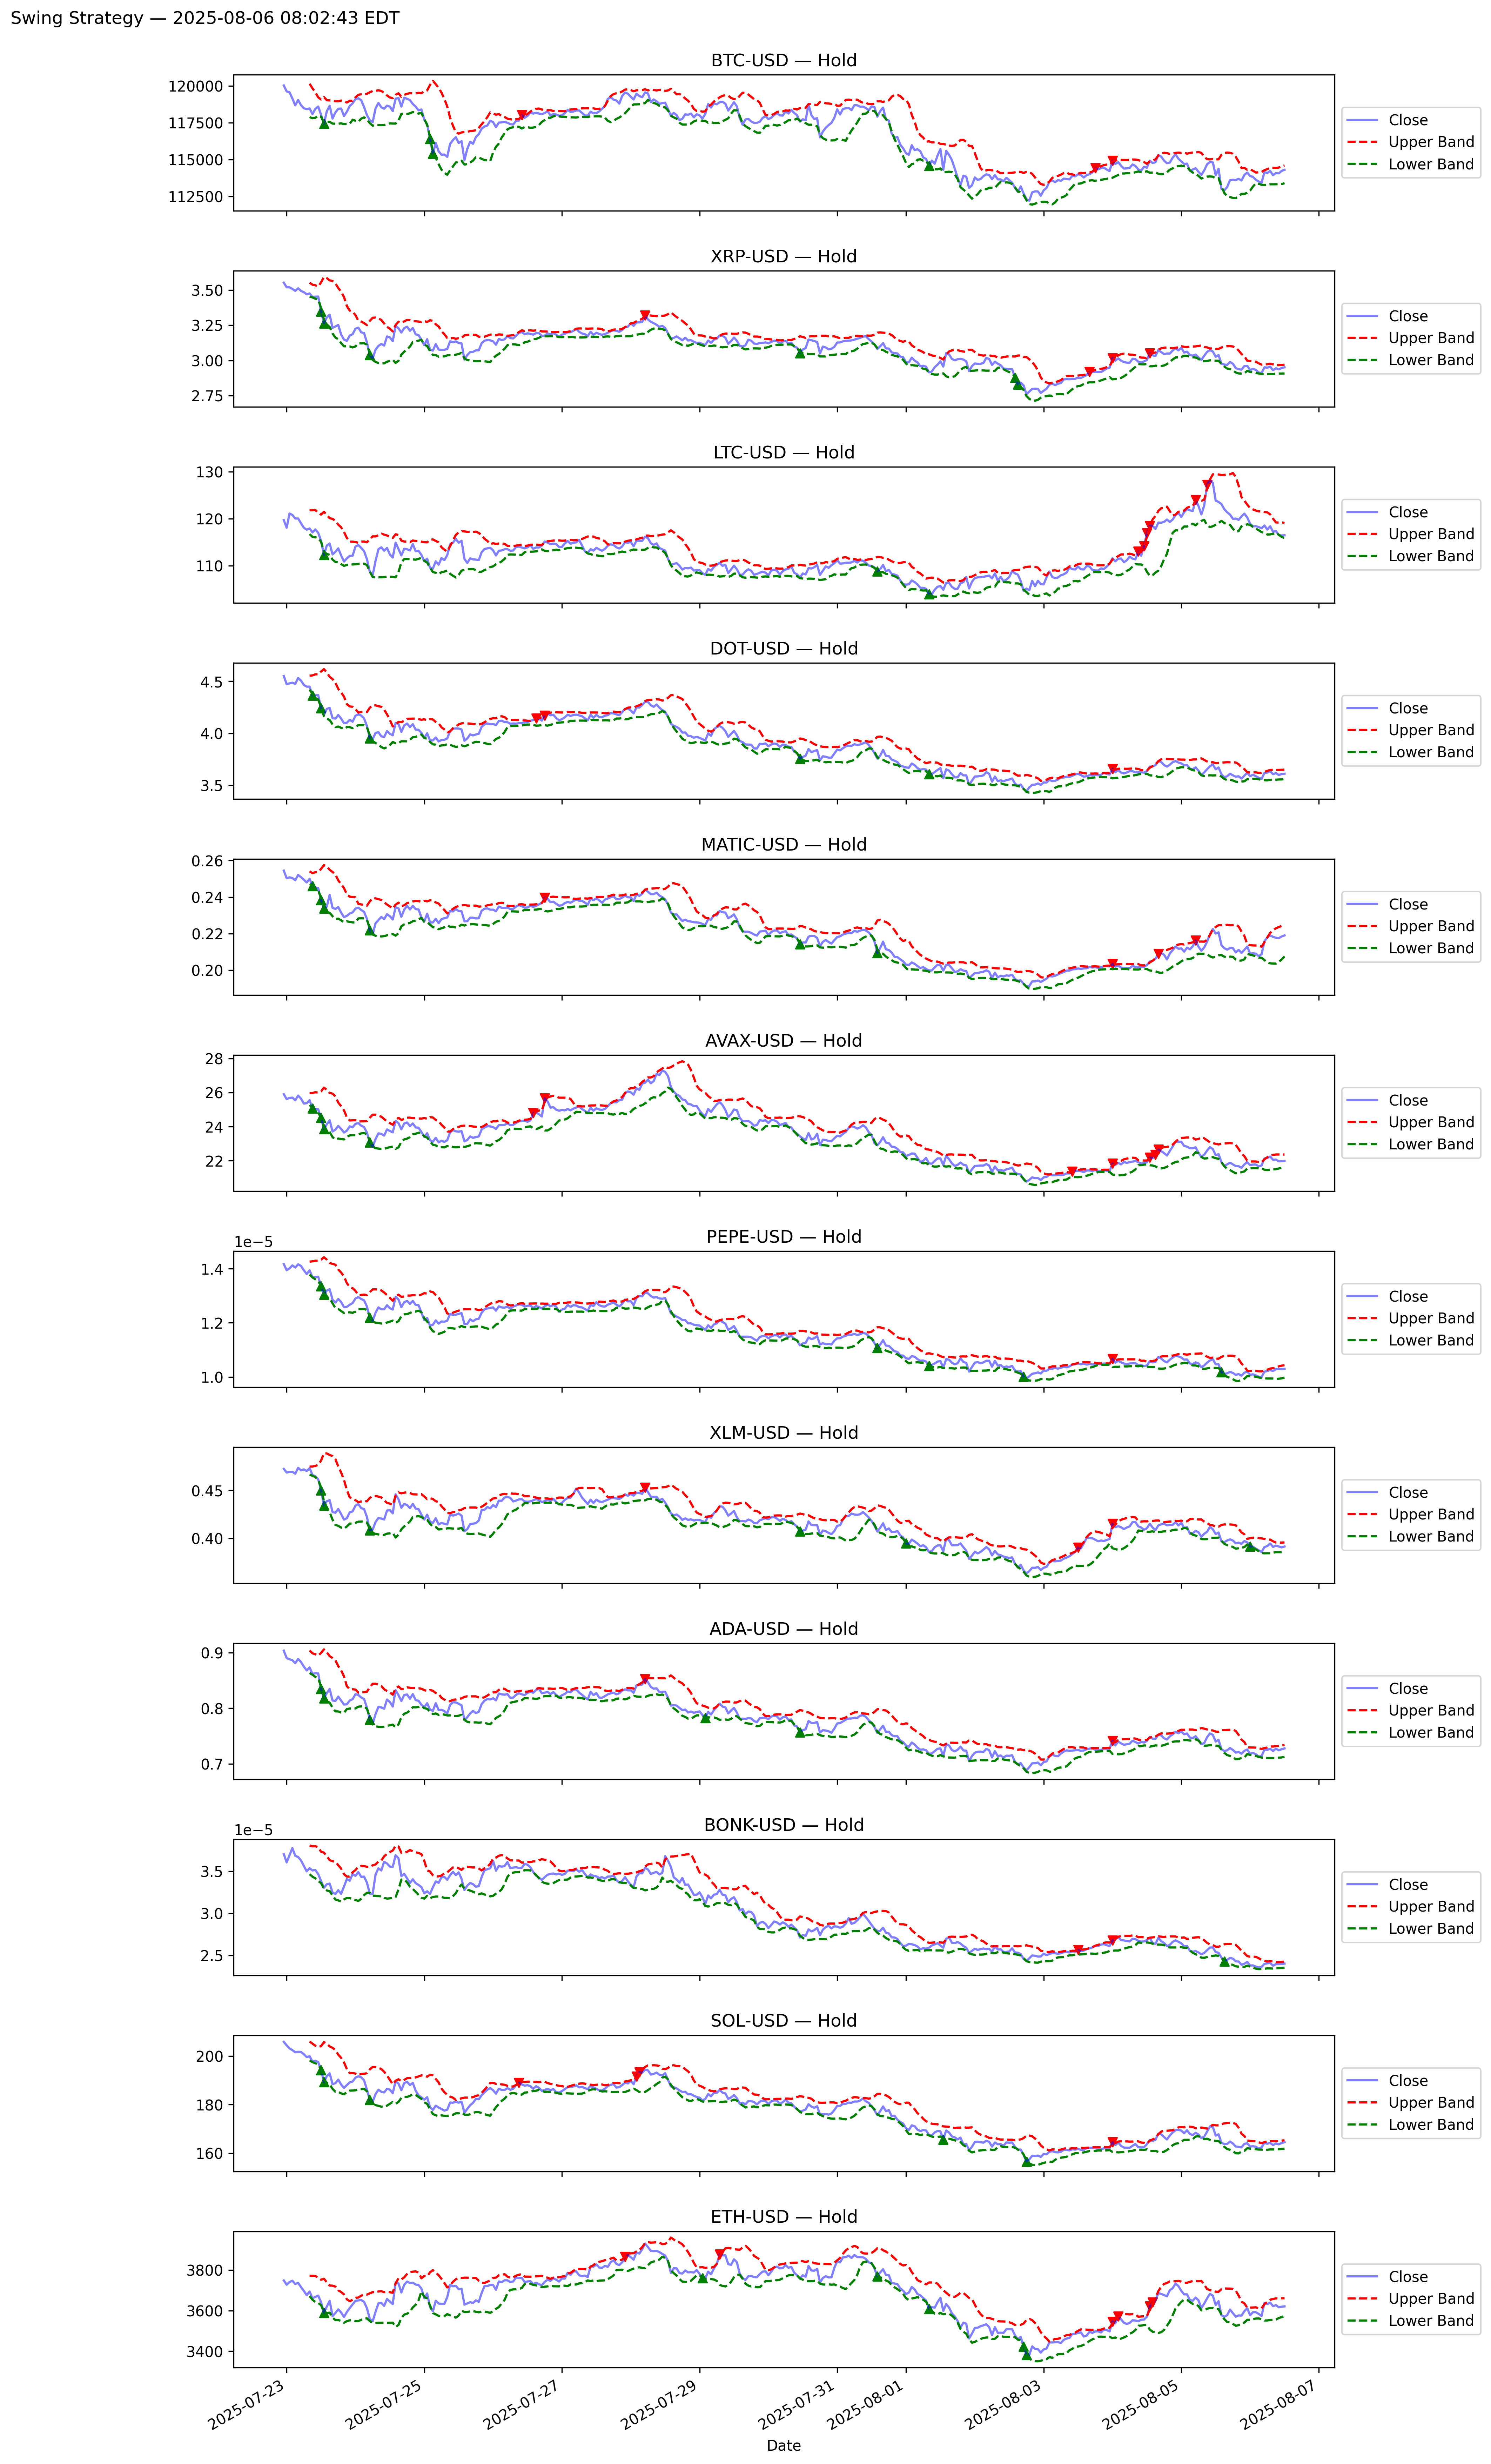 Swing Strategy — 2025-08-06 08:02:43 EDT
BTC-USD — Hold
120000
117500
115000
112500
Close
Upper Band
Lower Band
XRP-USD — Hold
3.50
3.25
3.00
2.75
Close
Upper Band
Lower Band
LTC-USD — Hold
130
120
110
Close
Upper Band
Lower Band
DOT-USD — Hold
4.5
4.0
3.5
Close
Upper Band
Lower Band
MATIC-USD — Hold
0.26
0.24
0.22
0.20
Close
Upper Band
Lower Band
AVAX-USD — Hold
28
26
24
22
Close
Upper Band
Lower Band
PEPE-USD — Hold
1e−5
1.4
1.2
1.0
Close
Upper Band
Lower Band
XLM-USD — Hold
0.45
0.40
Close
Upper Band
Lower Band
ADA-USD — Hold
0.9
0.8
0.7
Close
Upper Band
Lower Band
BONK-USD — Hold
1e−5
3.5
3.0
2.5
Close
Upper Band
Lower Band
SOL-USD — Hold
200
180
160
Close
Upper Band
Lower Band
ETH-USD — Hold
3800
3600
3400
Close
Upper Band
Lower Band
2025-07-23
2025-07-25
2025-07-27
2025-07-29
2025-07-31
2025-08-01
2025-08-03
2025-08-05
2025-08-07
Date